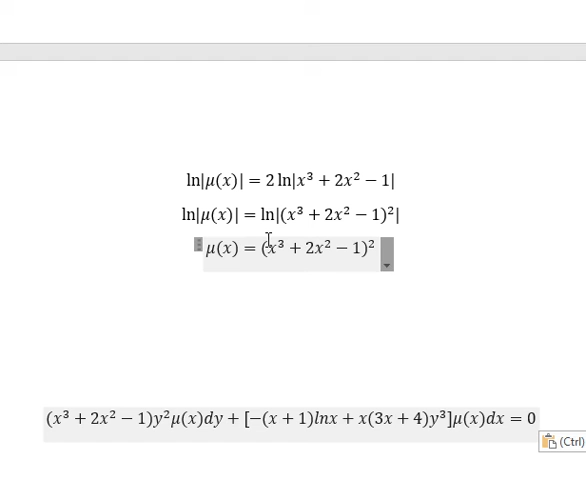 ln|μ(x)| = 2 ln|x³ + 2x² − 1|
ln|μ(x)| = ln|(x³ + 2x² − 1)²|
μ(x) = (x³ + 2x² − 1)²
(x³ + 2x² − 1)y²μ(x)dy + [−(x + 1)lnx + x(3x + 4)y³]μ(x)dx = 0
(Ctrl)